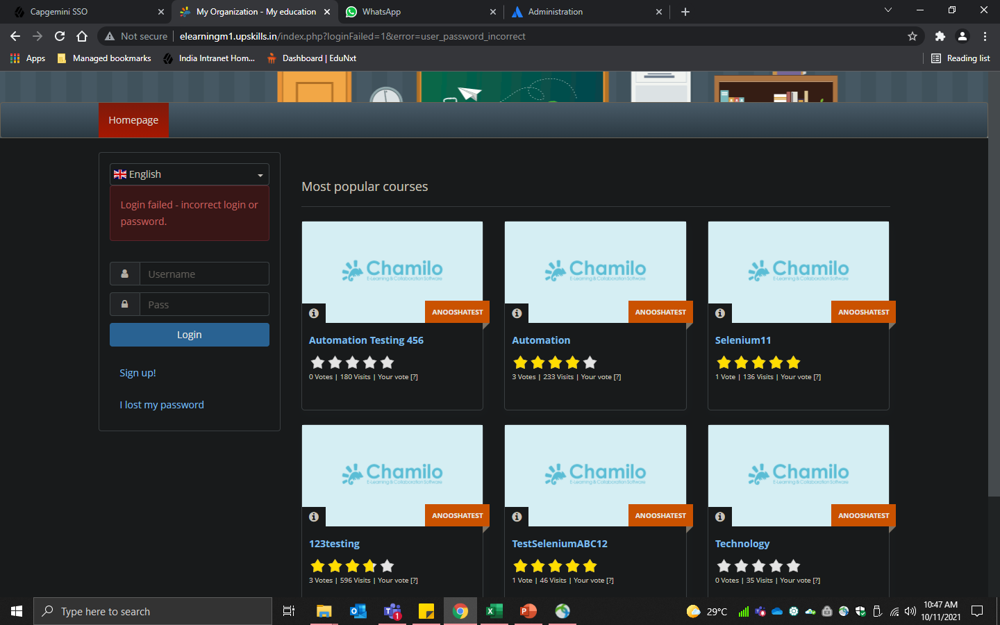 Capgemini SSO
My Organization - My education
WhatsApp
Administration
Not secure
elearningm1.upskills.in/index.php?loginFailed=1&error=user_password_incorrect
Apps
Managed bookmarks
India Intranet Hom...
Dashboard | EduNxt
Reading list
Homepage
English
Login failed - incorrect login or
password.
Username
Pass
Login
Sign up!
I lost my password
Most popular courses
Chamilo
E-Learning & Collaboration Software
ANOOSHATEST
Automation Testing 456
0 Votes | 180 Visits | Your vote [?]
Chamilo
E-Learning & Collaboration Software
ANOOSHATEST
Automation
3 Votes | 233 Visits | Your vote [?]
Chamilo
E-Learning & Collaboration Software
ANOOSHATEST
Selenium11
1 Vote | 136 Visits | Your vote [?]
Chamilo
E-Learning & Collaboration Software
ANOOSHATEST
123testing
3 Votes | 596 Visits | Your vote [?]
Chamilo
E-Learning & Collaboration Software
ANOOSHATEST
TestSeleniumABC12
1 Vote | 46 Visits | Your vote [?]
Chamilo
E-Learning & Collaboration Software
ANOOSHATEST
Technology
0 Votes | 35 Visits | Your vote [?]
Type here to search
1
29°C
10:47 AM
10/11/2021